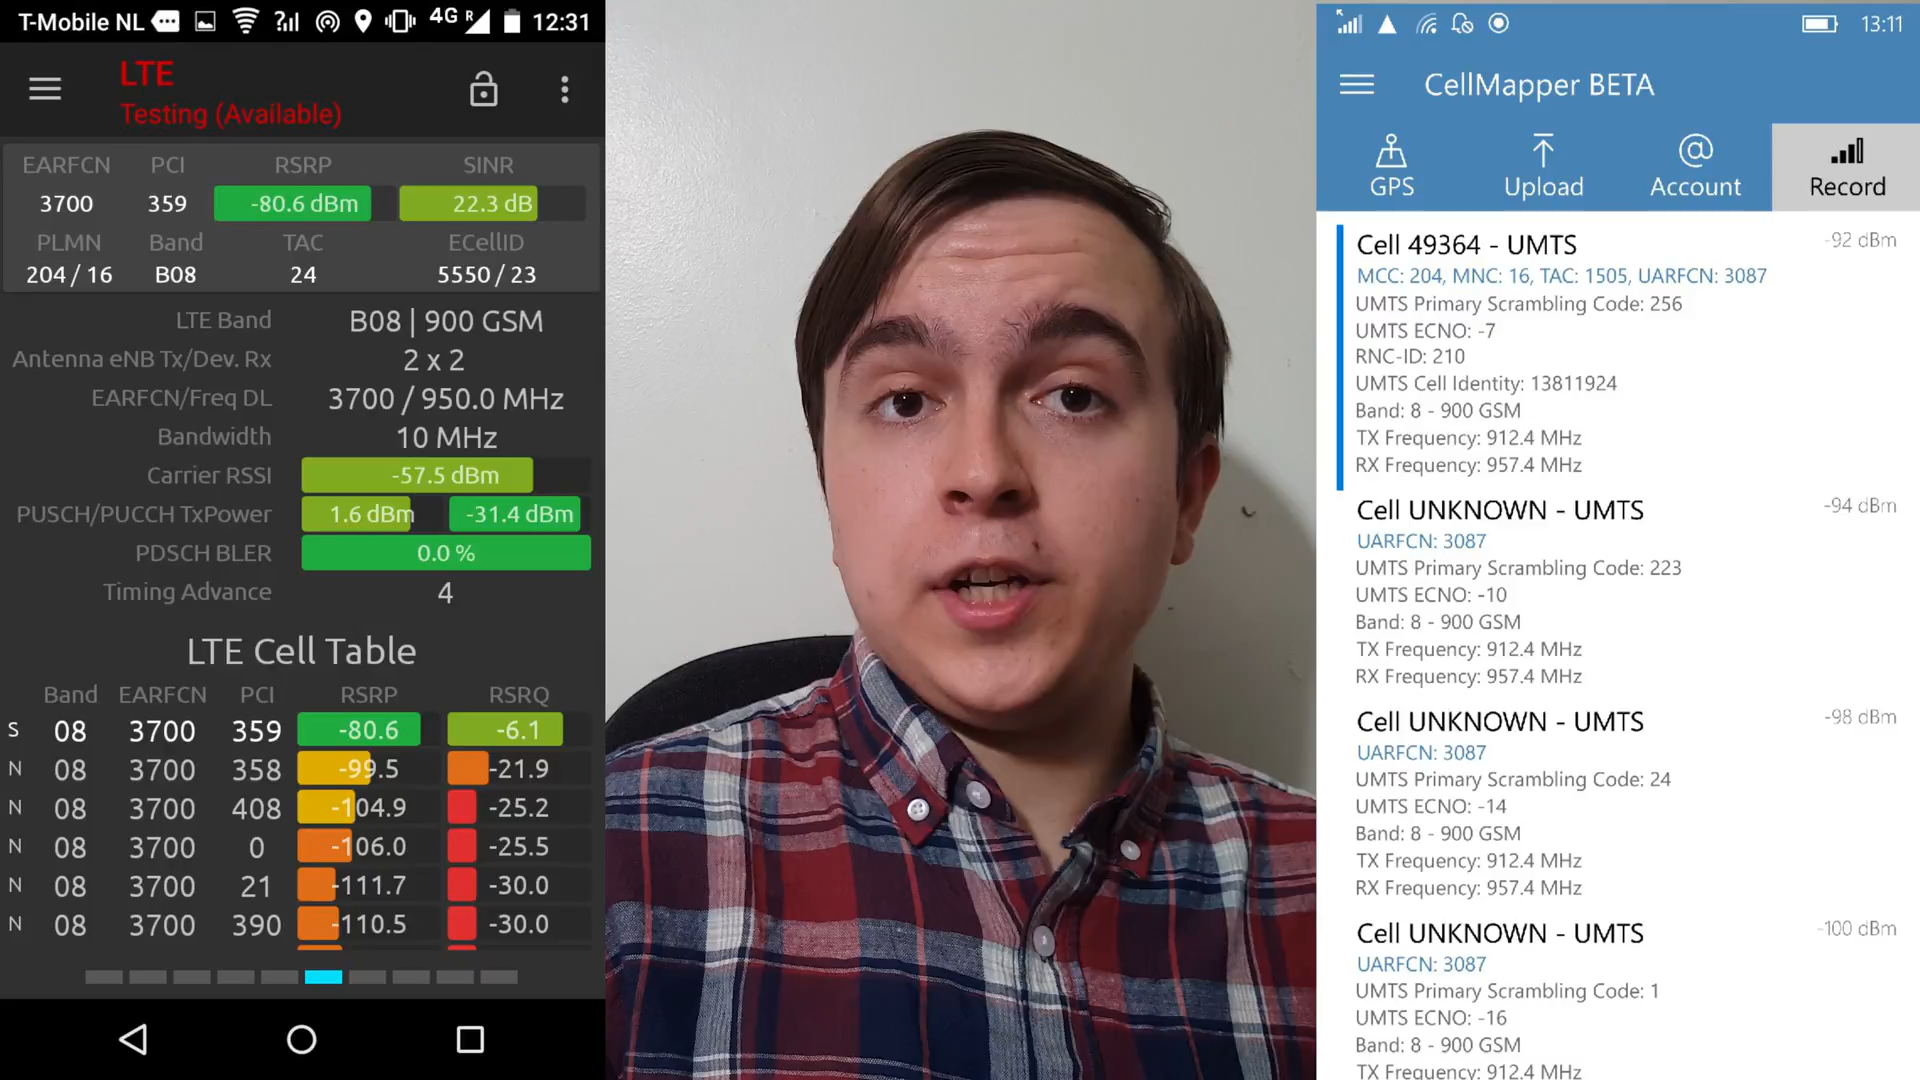 T-Mobile NL 4G R 12:31
LTE
Testing (Available)
EARFCN PCI RSRP SINR
3700 359 -80.6 dBm 22.3 dB
PLMN Band TAC ECellID
204 / 16 B08 24 5550 / 23
LTE Band B08 | 900 GSM
Antenna eNB Tx/Dev. Rx 2 x 2
EARFCN/Freq DL 3700 / 950.0 MHz
Bandwidth 10 MHz
Carrier RSSI -57.5 dBm
PUSCH/PUCCH TxPower 1.6 dBm -31.4 dBm
PDSCH BLER 0.0 %
Timing Advance 4
LTE Cell Table
Band EARFCN PCI RSRP RSRQ
S 08 3700 359 -80.6 -6.1
N 08 3700 358 -99.5 -21.9
N 08 3700 408 -104.9 -25.2
N 08 3700 0 -106.0 -25.5
N 08 3700 21 -111.7 -30.0
N 08 3700 390 -110.5 -30.0
13:11
CellMapper BETA
GPS Upload @ Account Record
Cell 49364 - UMTS -92 dBm
MCC: 204, MNC: 16, TAC: 1505, UARFCN: 3087
UMTS Primary Scrambling Code: 256
UMTS ECNO: -7
RNC-ID: 210
UMTS Cell Identity: 13811924
Band: 8 - 900 GSM
TX Frequency: 912.4 MHz
RX Frequency: 957.4 MHz
Cell UNKNOWN - UMTS -94 dBm
UARFCN: 3087
UMTS Primary Scrambling Code: 223
UMTS ECNO: -10
Band: 8 - 900 GSM
TX Frequency: 912.4 MHz
RX Frequency: 957.4 MHz
Cell UNKNOWN - UMTS -98 dBm
UARFCN: 3087
UMTS Primary Scrambling Code: 24
UMTS ECNO: -14
Band: 8 - 900 GSM
TX Frequency: 912.4 MHz
RX Frequency: 957.4 MHz
Cell UNKNOWN - UMTS -100 dBm
UARFCN: 3087
UMTS Primary Scrambling Code: 1
UMTS ECNO: -16
Band: 8 - 900 GSM
TX Frequency: 912.4 MHz